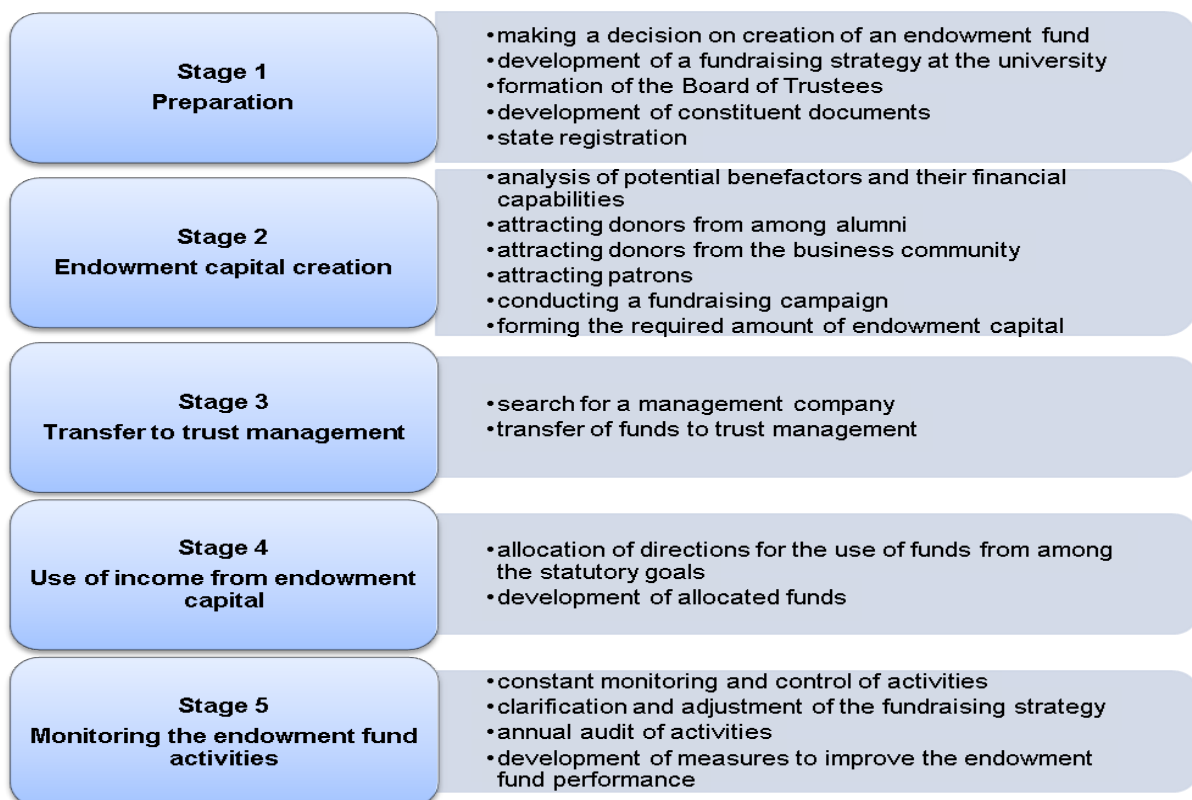 Stage 1
Preparation
•making a decision on creation of an endowment fund
•development of a fundraising strategy at the university
•formation of the Board of Trustees
•development of constituent documents
•state registration
Stage 2
Endowment capital creation
•analysis of potential benefactors and their financial
capabilities
•attracting donors from among alumni
•attracting donors from the business community
•attracting patrons
•conducting a fundraising campaign
•forming the required amount of endowment capital
Stage 3
Transfer to trust management
•search for a management company
•transfer of funds to trust management
Stage 4
Use of income from endowment
capital
•allocation of directions for the use of funds from among
the statutory goals
•development of allocated funds
Stage 5
Monitoring the endowment fund
activities
•constant monitoring and control of activities
•clarification and adjustment of the fundraising strategy
•annual audit of activities
•development of measures to improve the endowment
fund performance